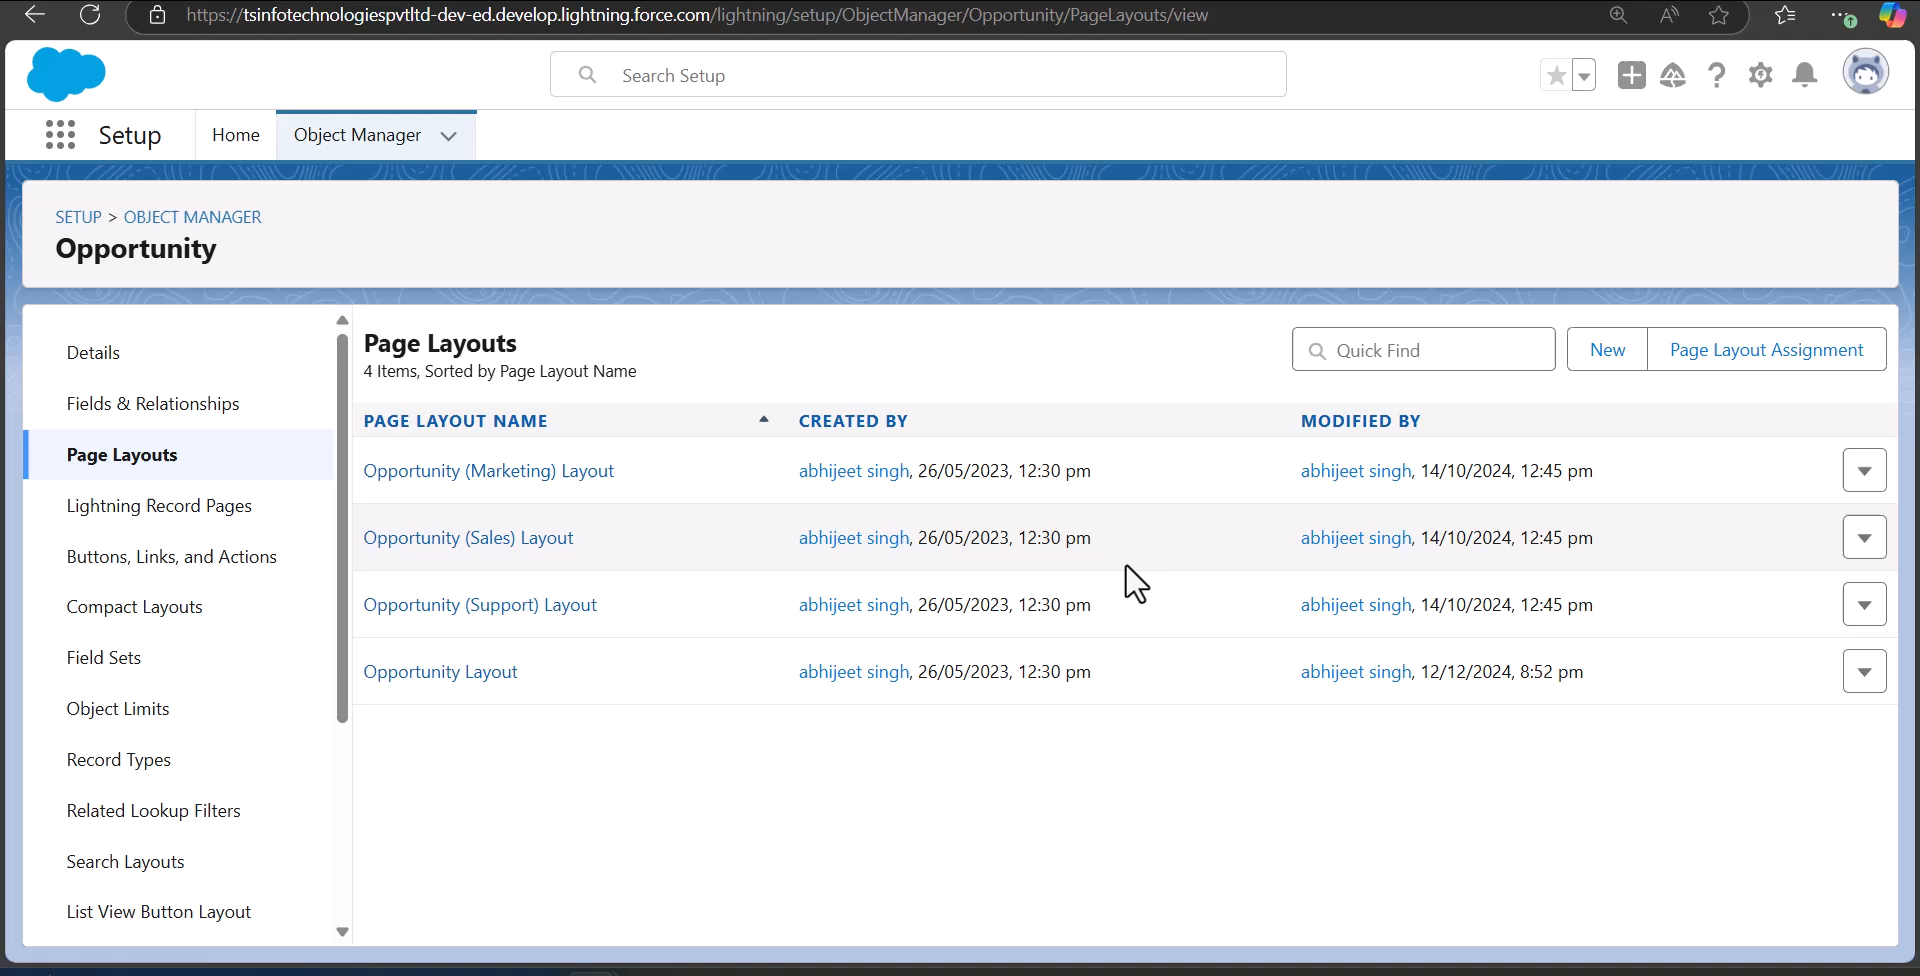 https://tsinfotechnologiespvtltd-dev-ed.develop.lightning.force.com/lightning/setup/ObjectManager/Opportunity/PageLayouts/view
Search Setup
Setup
Home
Object Manager
SETUP > OBJECT MANAGER
Opportunity
Details
Fields & Relationships
Page Layouts
Lightning Record Pages
Buttons, Links, and Actions
Compact Layouts
Field Sets
Object Limits
Record Types
Related Lookup Filters
Search Layouts
List View Button Layout
Page Layouts
4 Items, Sorted by Page Layout Name
Quick Find
New
Page Layout Assignment
PAGE LAYOUT NAME CREATED BY MODIFIED BY
Opportunity (Marketing) Layout abhijeet singh, 26/05/2023, 12:30 pm abhijeet singh, 14/10/2024, 12:45 pm
Opportunity (Sales) Layout abhijeet singh, 26/05/2023, 12:30 pm abhijeet singh, 14/10/2024, 12:45 pm
Opportunity (Support) Layout abhijeet singh, 26/05/2023, 12:30 pm abhijeet singh, 14/10/2024, 12:45 pm
Opportunity Layout abhijeet singh, 26/05/2023, 12:30 pm abhijeet singh, 12/12/2024, 8:52 pm